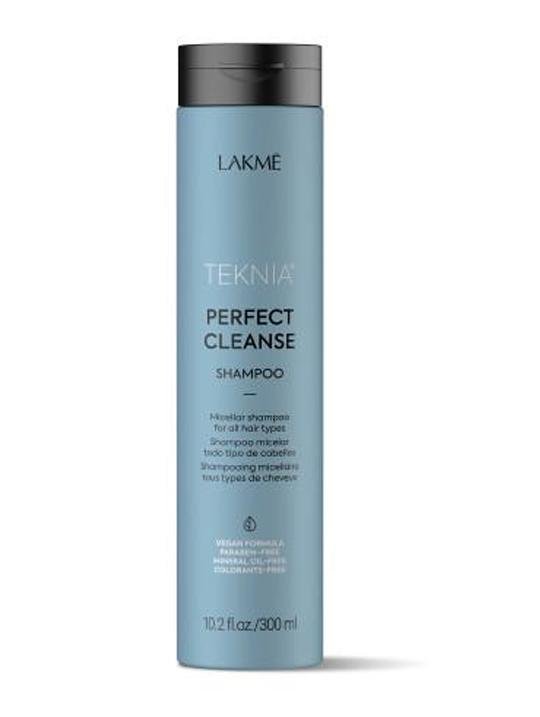 LAKMĒ
TEKNIA®
PERFECT
CLEANSE
SHAMPOO
Micellar shampoo
for all hair types
Shampoo micelar
todo tipo de cabellos
Shampooing micellaire
tous types de cheveux
VEGAN FORMULA
PARABEN-FREE
MINERAL OIL-FREE
COLORANTS-FREE
10.2 fl.oz./300 ml